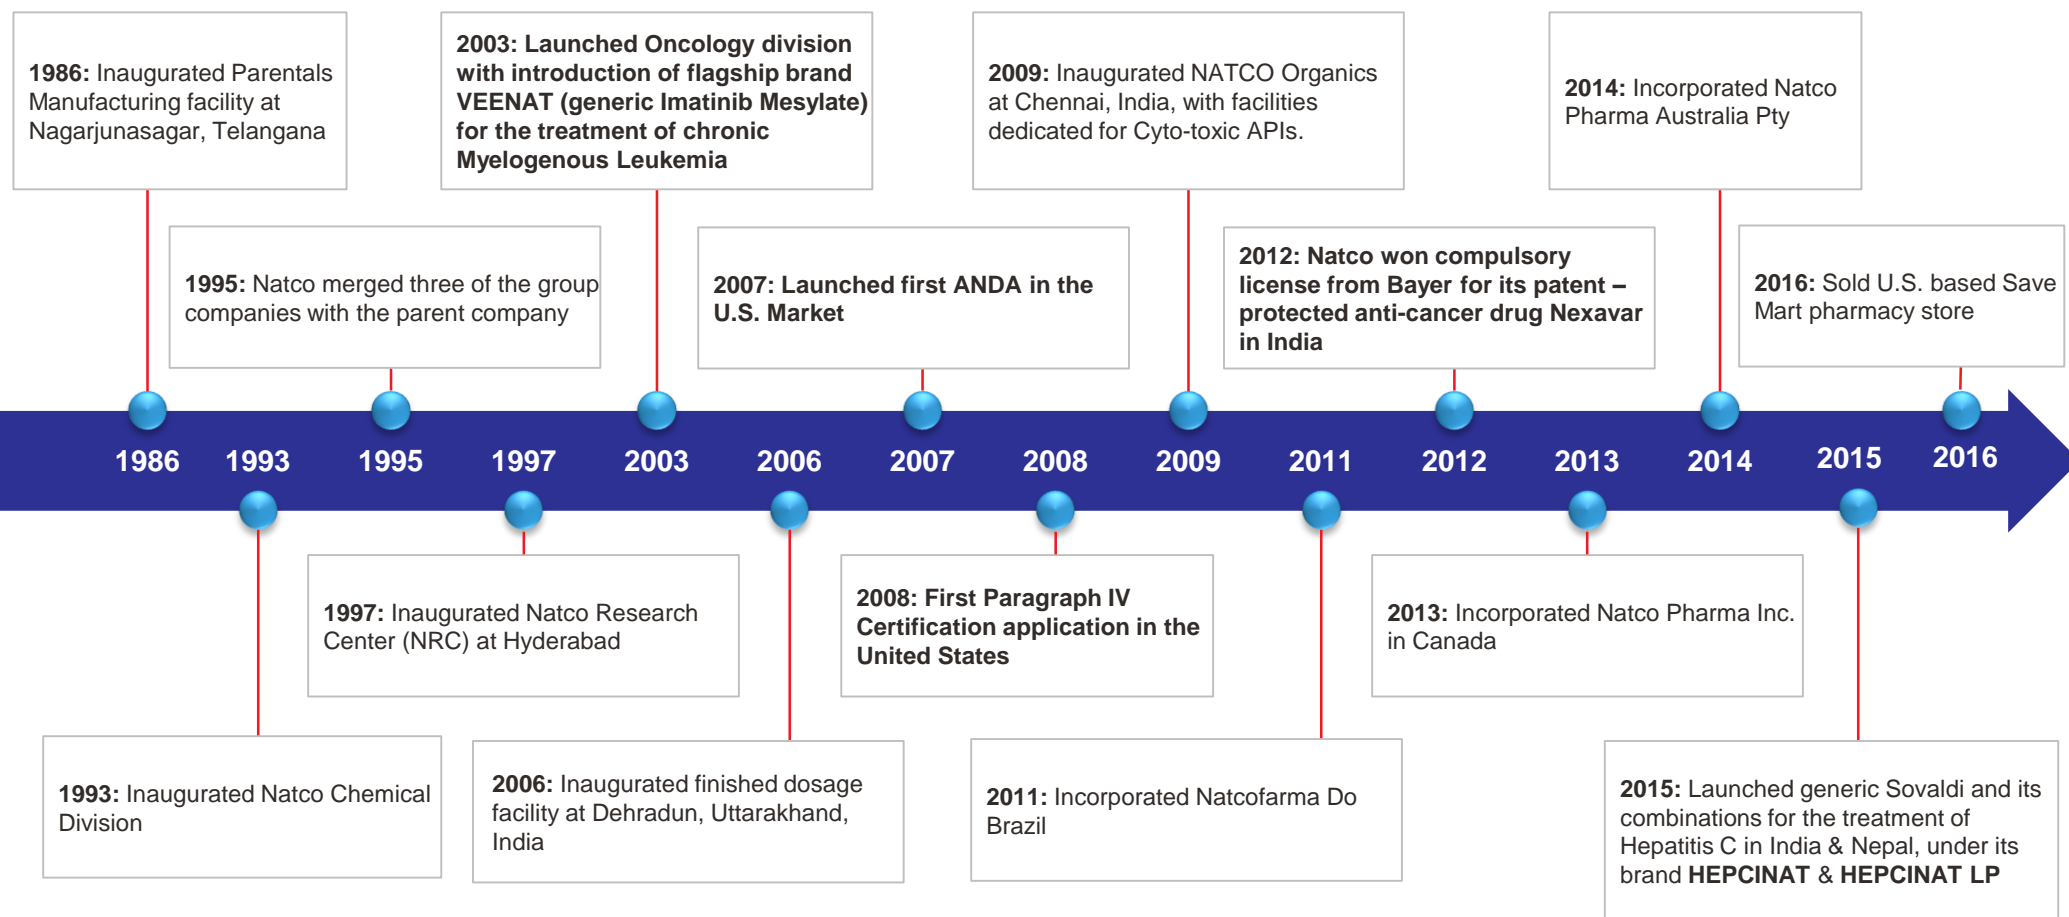 1986: Inaugurated Parentals
Manufacturing facility at
Nagarjunasagar, Telangana
2003: Launched Oncology division
with introduction of flagship brand
VEENAT (generic Imatinib Mesylate)
for the treatment of chronic
Myelogenous Leukemia
2009: Inaugurated NATCO Organics
at Chennai, India, with facilities
dedicated for Cyto-toxic APIs.
2014: Incorporated Natco
Pharma Australia Pty
1995: Natco merged three of the group
companies with the parent company
2007: Launched first ANDA in the
U.S. Market
2012: Natco won compulsory
license from Bayer for its patent –
protected anti-cancer drug Nexavar
in India
2016: Sold U.S. based Save
Mart pharmacy store
1986 1993 1995 1997 2003 2006 2007 2008 2009 2011 2012 2013 2014 2015 2016
1997: Inaugurated Natco Research
Center (NRC) at Hyderabad
2008: First Paragraph IV
Certification application in the
United States
2013: Incorporated Natco Pharma Inc.
in Canada
1993: Inaugurated Natco Chemical
Division
2006: Inaugurated finished dosage
facility at Dehradun, Uttarakhand,
India
2011: Incorporated Natcofarma Do
Brazil
2015: Launched generic Sovaldi and its
combinations for the treatment of
Hepatitis C in India & Nepal, under its
brand HEPCINAT & HEPCINAT LP